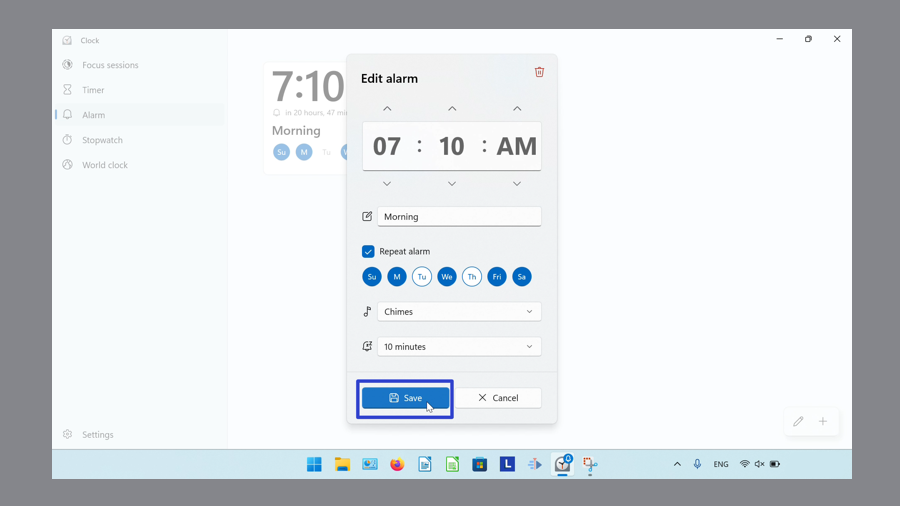 Clock
Focus sessions
Timer
Alarm
Stopwatch
World clock
Settings
7:10
in 20 hours, 47 mi
Morning
Su M Tu
Edit alarm
07 : 10 : AM
Morning
Repeat alarm
Su M Tu We Th Fri Sa
Chimes
10 minutes
Save
Cancel
L
ENG